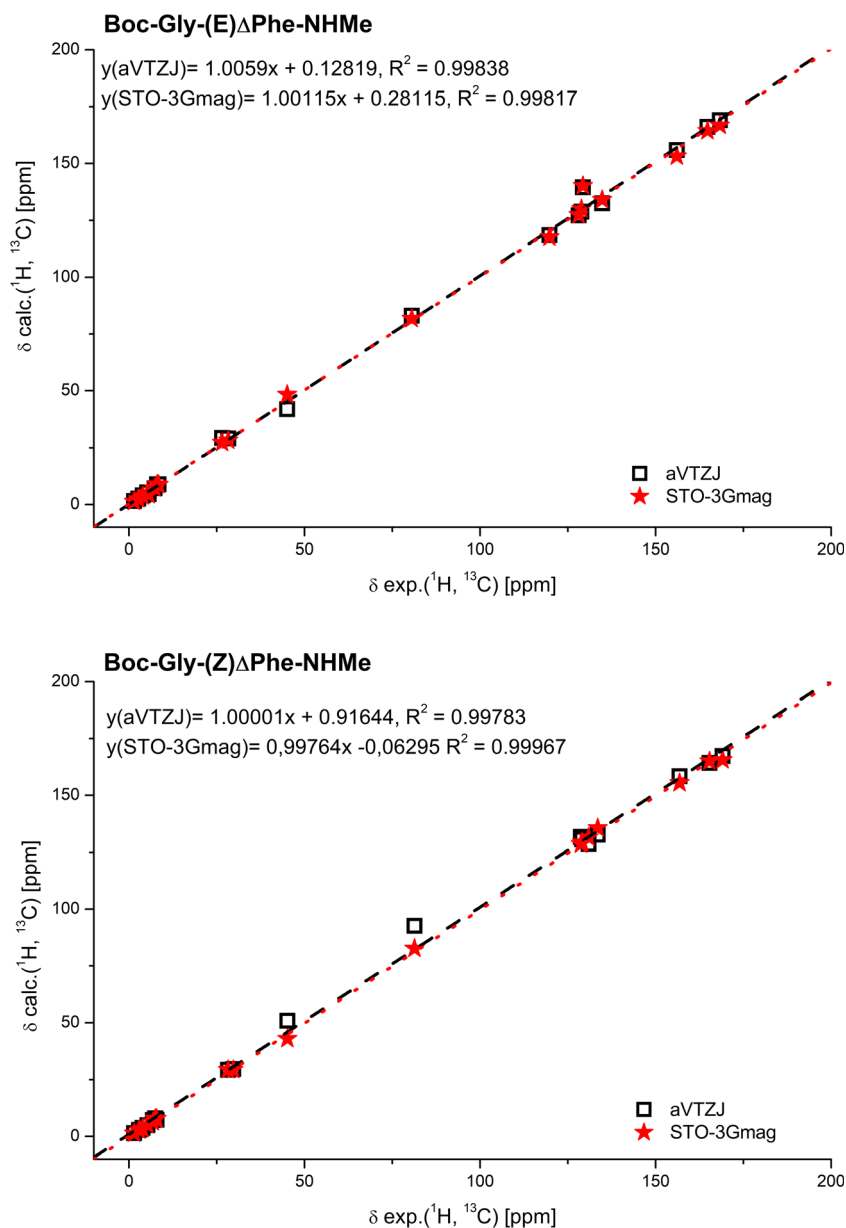 Boc-Gly-(E)ΔPhe-NHMe
y(aVTZJ)= 1.0059x + 0.12819, R² = 0.99838
y(STO-3Gmag)= 1.00115x + 0.28115, R² = 0.99817
200
150
100
50
0
δ calc.(¹H, ¹³C) [ppm]
aVTZJ
STO-3Gmag
0
50
100
150
200
δ exp.(¹H, ¹³C) [ppm]
Boc-Gly-(Z)ΔPhe-NHMe
y(aVTZJ)= 1.00001x + 0.91644, R² = 0.99783
y(STO-3Gmag)= 0,99764x -0,06295 R² = 0.99967
200
150
100
50
0
δ calc.(¹H, ¹³C) [ppm]
aVTZJ
STO-3Gmag
0
50
100
150
200
δ exp.(¹H, ¹³C) [ppm]